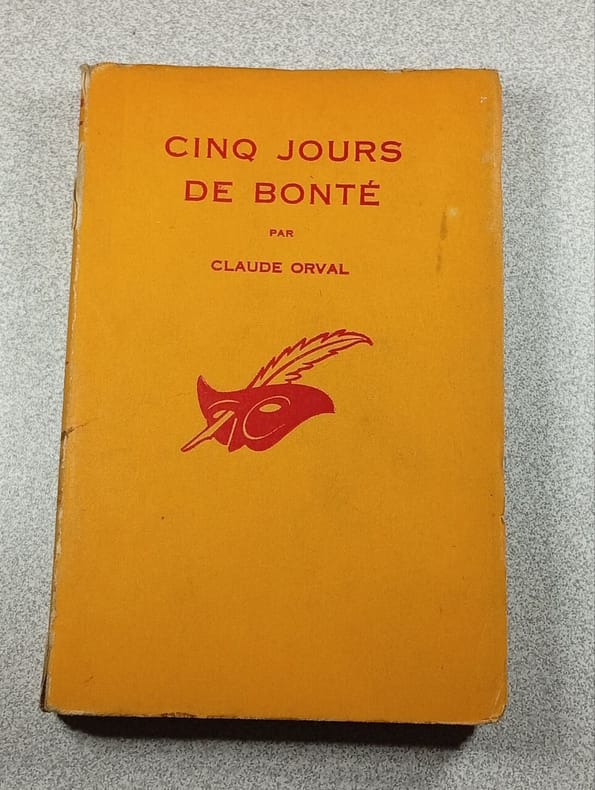 CINQ JOURS
DE BONTÉ
PAR
CLAUDE ORVAL